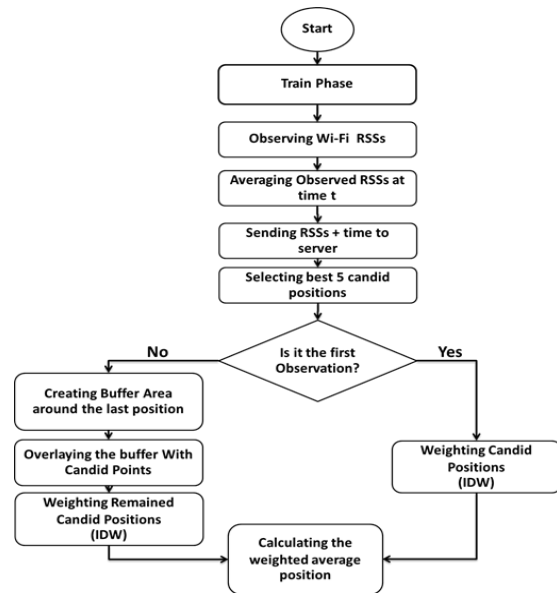 Start
Train Phase
Observing Wi-Fi RSSs
Averaging Observed RSSs at
time t
Sending RSSs + time to
server
Selecting best 5 candid
positions
Is it the first
Observation?
No
Yes
Creating Buffer Area
around the last position
Overlaying the buffer With
Candid Points
Weighting Remained
Candid Positions
(IDW)
Weighting Candid
Positions
(IDW)
Calculating the
weighted average
position